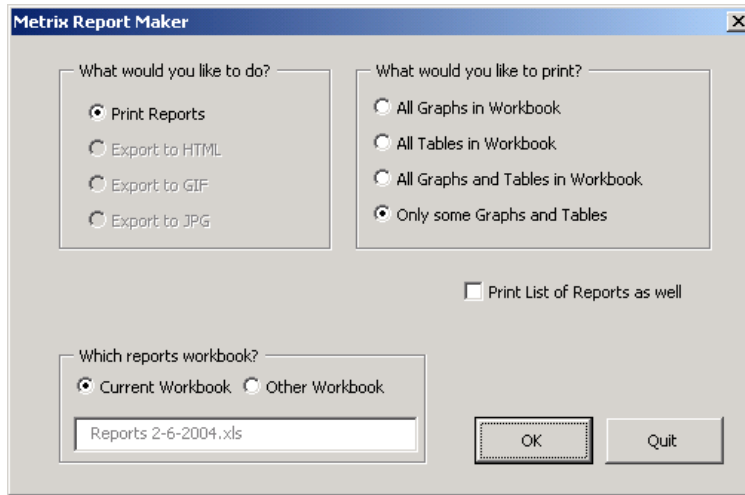 Metrix Report Maker
What would you like to do?
Print Reports
Export to HTML
Export to GIF
Export to JPG
What would you like to print?
All Graphs in Workbook
All Tables in Workbook
All Graphs and Tables in Workbook
Only some Graphs and Tables
Print List of Reports as well
Which reports workbook?
Current Workbook Other Workbook
Reports 2-6-2004.xls
OK Quit